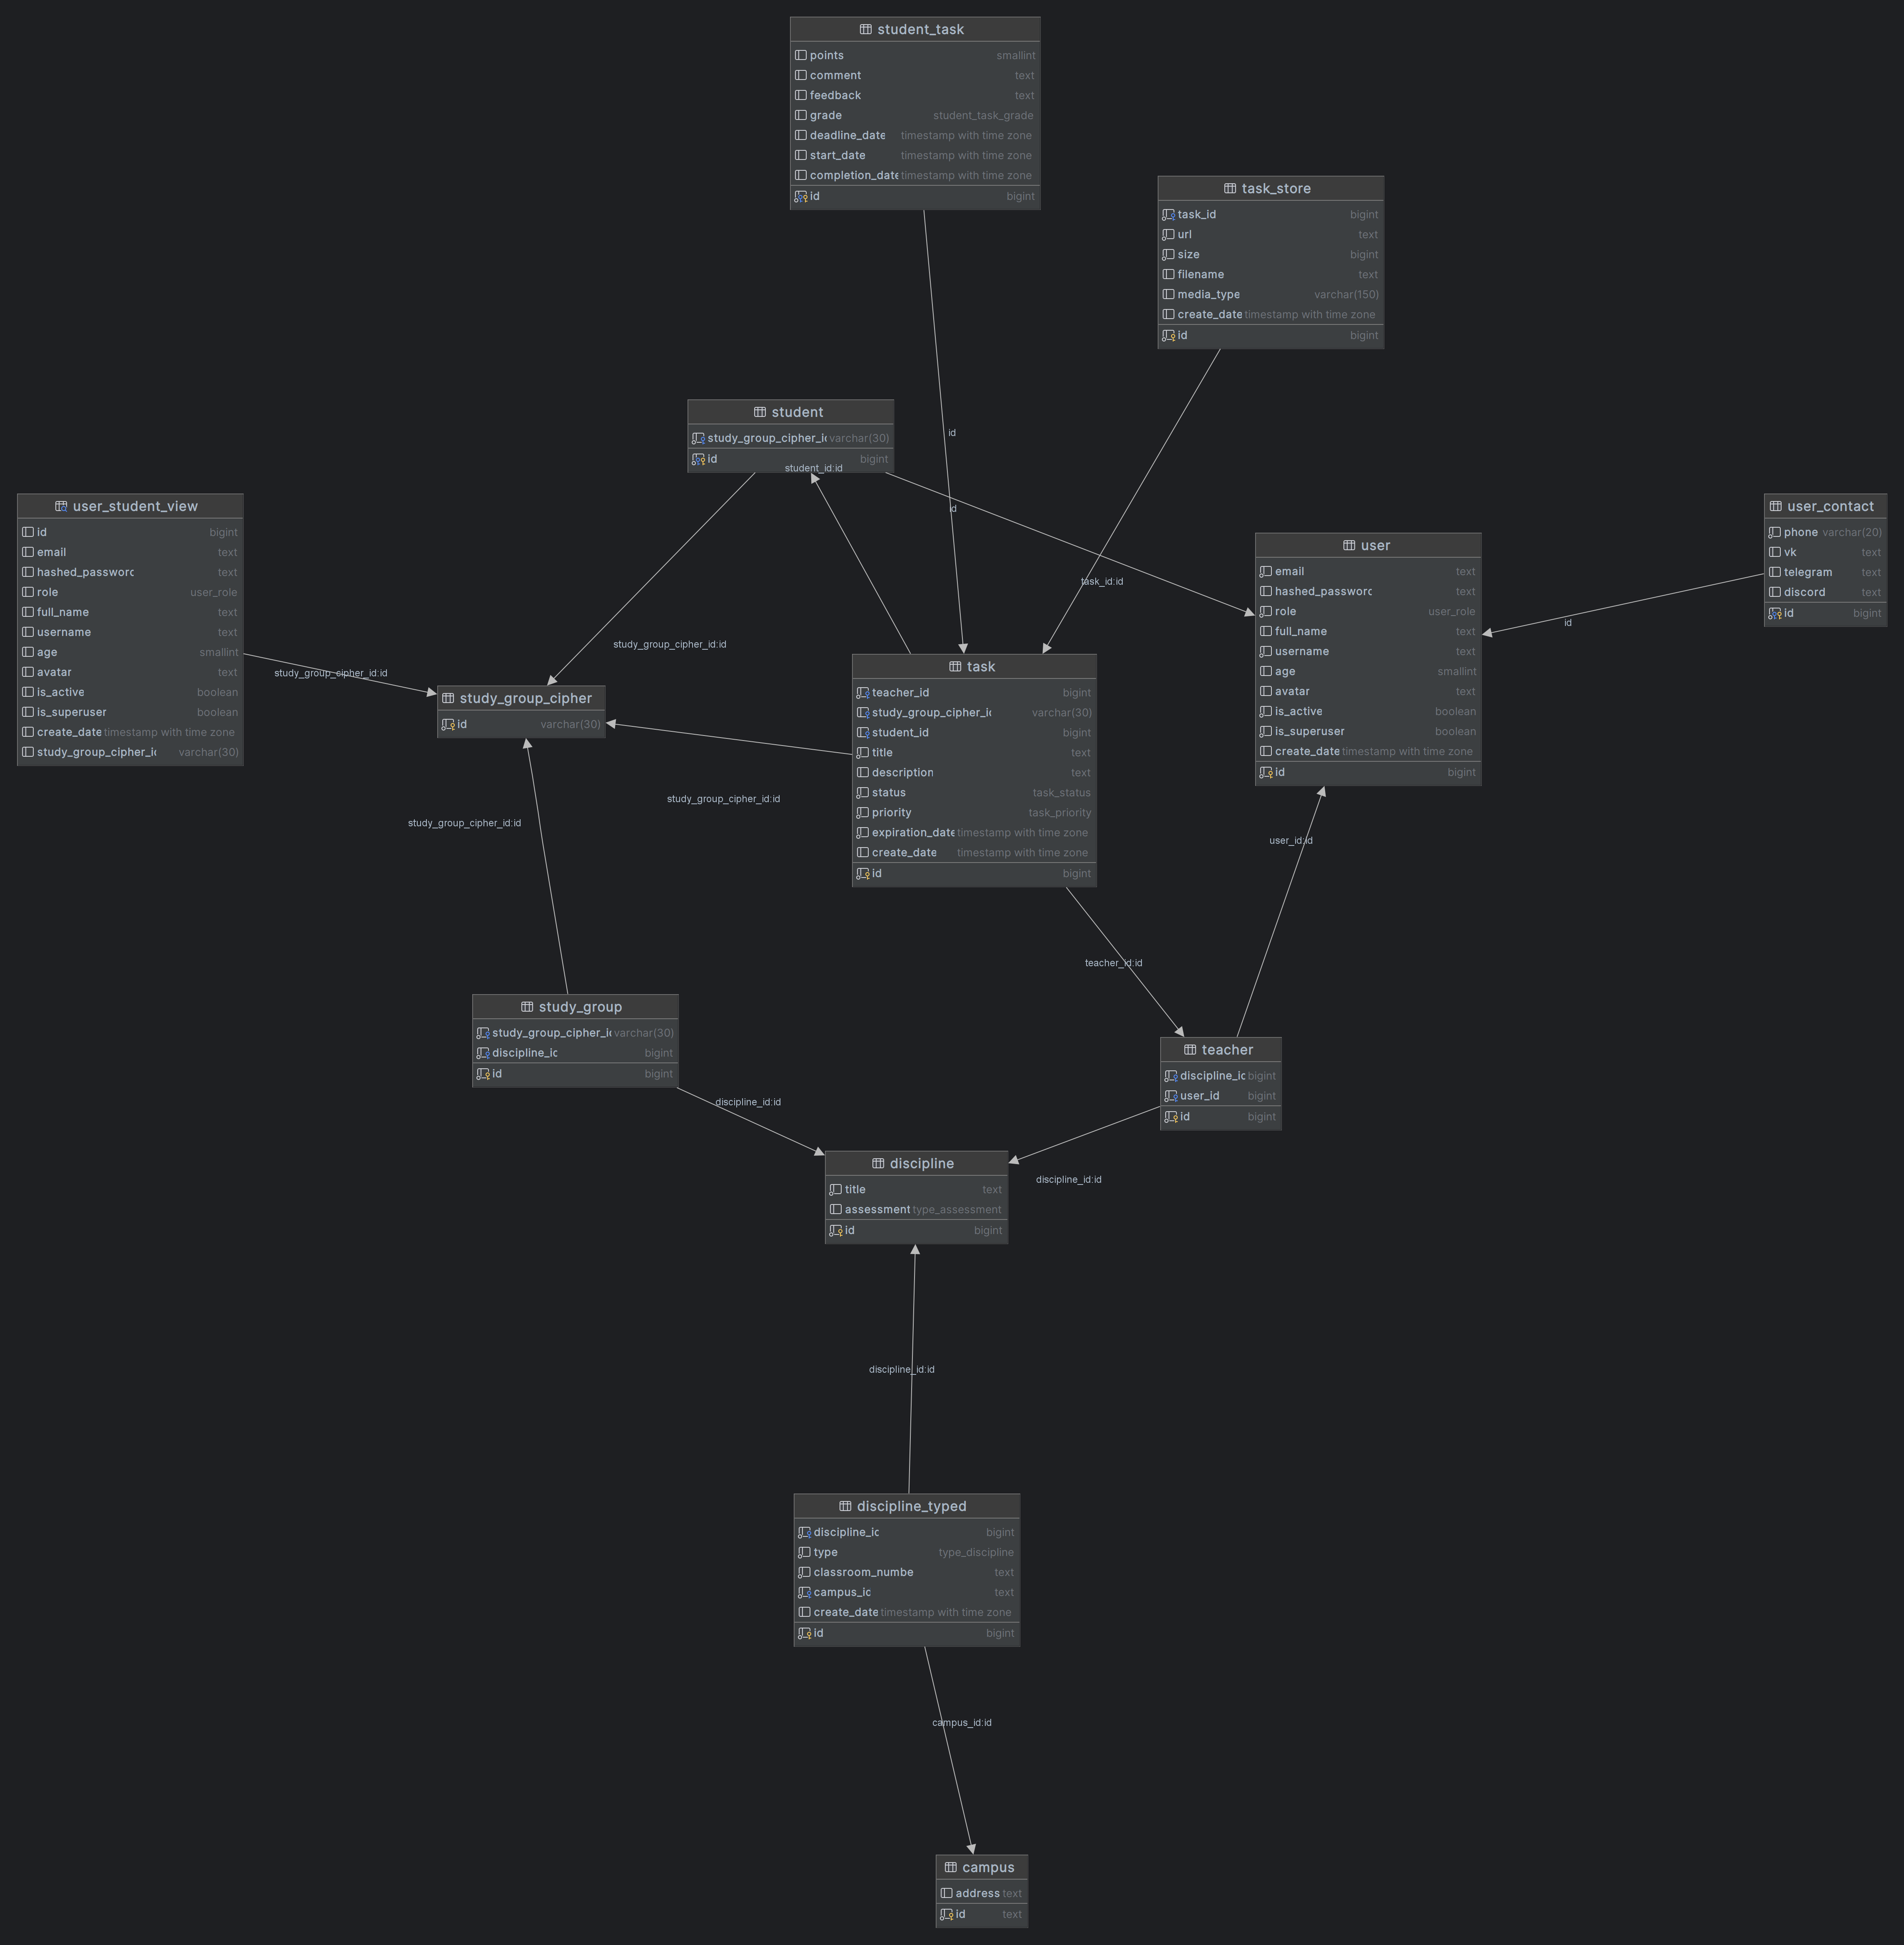 student_task
points smallint
comment text
feedback text
grade student_task_grade
deadline_date timestamp with time zone
start_date timestamp with time zone
completion_date timestamp with time zone
id bigint
task_store
task_id bigint
url text
size bigint
filename text
media_type varchar(150)
create_date timestamp with time zone
id bigint
id
student
study_group_cipher_id varchar(30)
id bigint
student_id:id
id
user_student_view
id bigint
email text
hashed_password text
role user_role
full_name text
username text
age smallint
avatar text
is_active boolean
is_superuser boolean
create_date timestamp with time zone
study_group_cipher_id varchar(30)
user_contact
phone varchar(20)
vk text
telegram text
discord text
id bigint
user
email text
hashed_password text
role user_role
full_name text
username text
age smallint
avatar text
is_active boolean
is_superuser boolean
create_date timestamp with time zone
id bigint
task_id:id
id
study_group_cipher_id:id
study_group_cipher_id:id
study_group_cipher
id varchar(30)
task
teacher_id bigint
study_group_cipher_id varchar(30)
student_id bigint
title text
description text
status task_status
priority task_priority
expiration_date timestamp with time zone
create_date timestamp with time zone
id bigint
study_group_cipher_id:id
study_group_cipher_id:id
user_id:id
teacher_id:id
study_group
study_group_cipher_id varchar(30)
discipline_id bigint
id bigint
teacher
discipline_id bigint
user_id bigint
id bigint
discipline_id:id
discipline_id:id
discipline
title text
assessment type_assessment
id bigint
discipline_id:id
discipline_typed
discipline_id bigint
type type_discipline
classroom_numbe text
campus_id text
create_date timestamp with time zone
id bigint
campus_id:id
campus
address text
id text